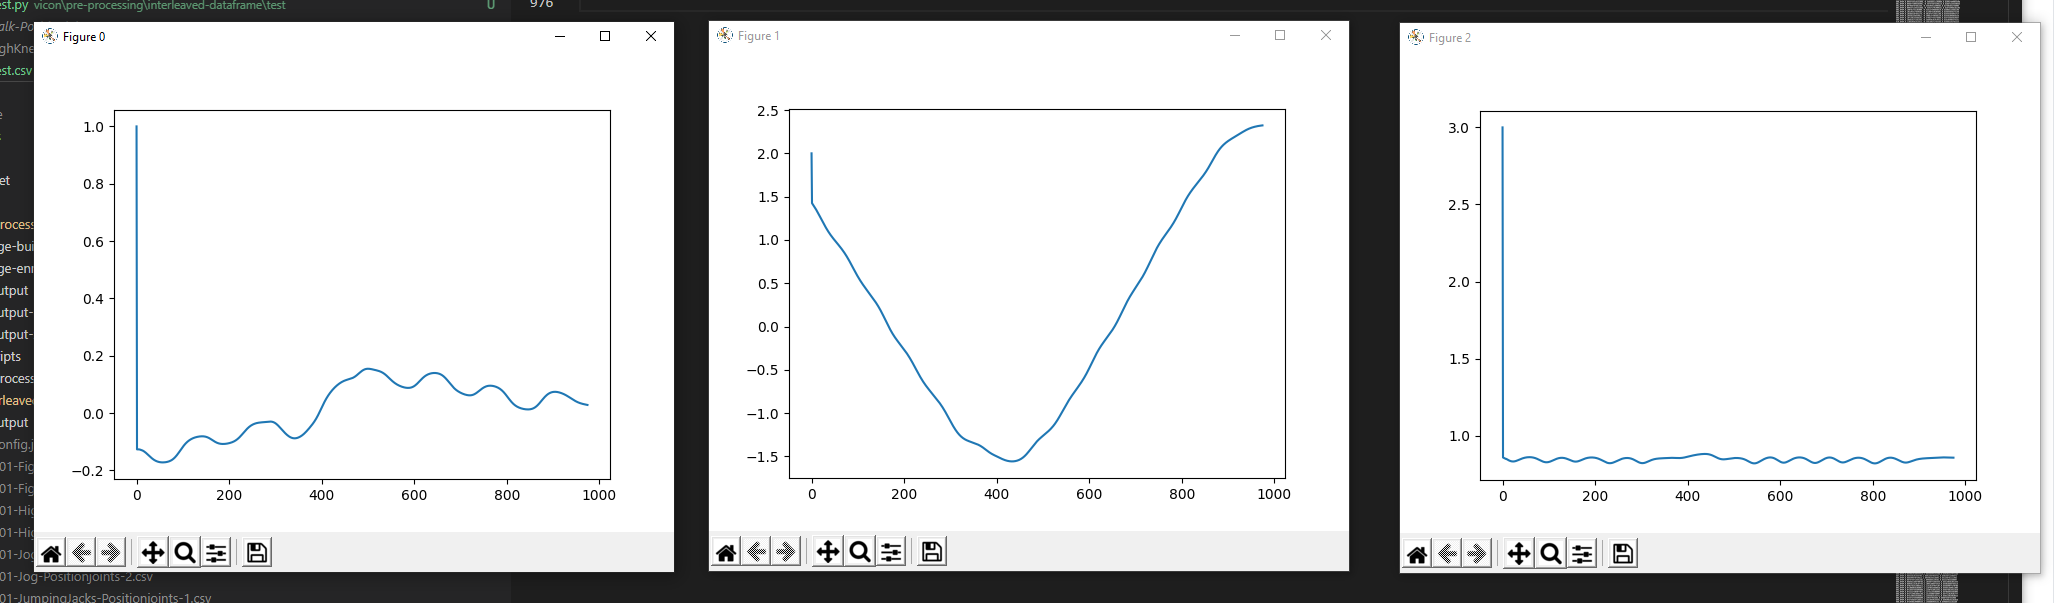 est.py vicon\pre-processing\interleaved-dataframe\test U
976
alk-Po
ghKne
est.csv
et
rocess
ge-bui
ge-enr
utput
utput-
utput-
ipts
rocess
rleave
utput
onfig.j
01-Fig
01-Fig
01-Hig
01-Hig
01-Jog
01-Jog-Positionjoints-2.csv
01-JumpingJacks-Positionjoints-1.csv
Figure 0
1.0
0.8
0.6
0.4
0.2
0.0
−0.2
0 200 400 600 800 1000
Figure 1
2.5
2.0
1.5
1.0
0.5
0.0
−0.5
−1.0
−1.5
0 200 400 600 800 1000
Figure 2
3.0
2.5
2.0
1.5
1.0
0 200 400 600 800 1000